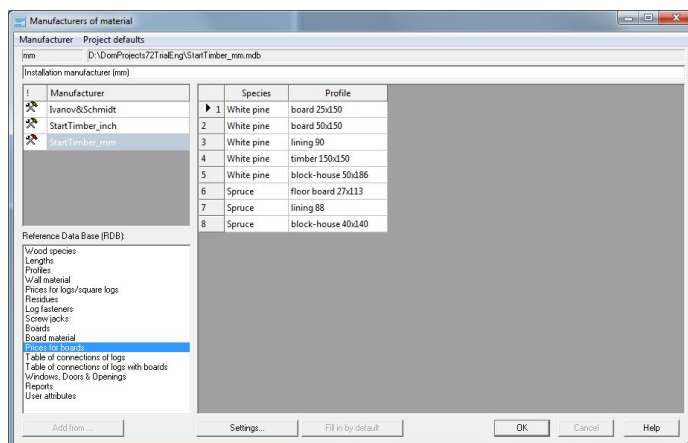 Manufacturers of material
Manufacturer Project defaults
mm D:\DomProjects72TrialEng\StartTimber_mm.mdb
Installation manufacturer (mm)
! Manufacturer
Ivanov&Schmidt
StartTimber_inch
StartTimber_mm
Reference Data Base (RDB):
Wood species
Lengths
Profiles
Wall material
Prices for logs/square logs
Residues
Log fasteners
Screw jacks
Boards
Board material
Prices for boards
Table of connections of logs
Table of connections of logs with boards
Windows, Doors & Openings
Reports
User attributes
Species Profile
1 White pine board 25x150
2 White pine board 50x150
3 White pine lining 90
4 White pine timber 150x150
5 White pine block-house 50x186
6 Spruce floor board 27x113
7 Spruce lining 88
8 Spruce block-house 40x140
Add from ... Settings... Fill in by default OK Cancel Help